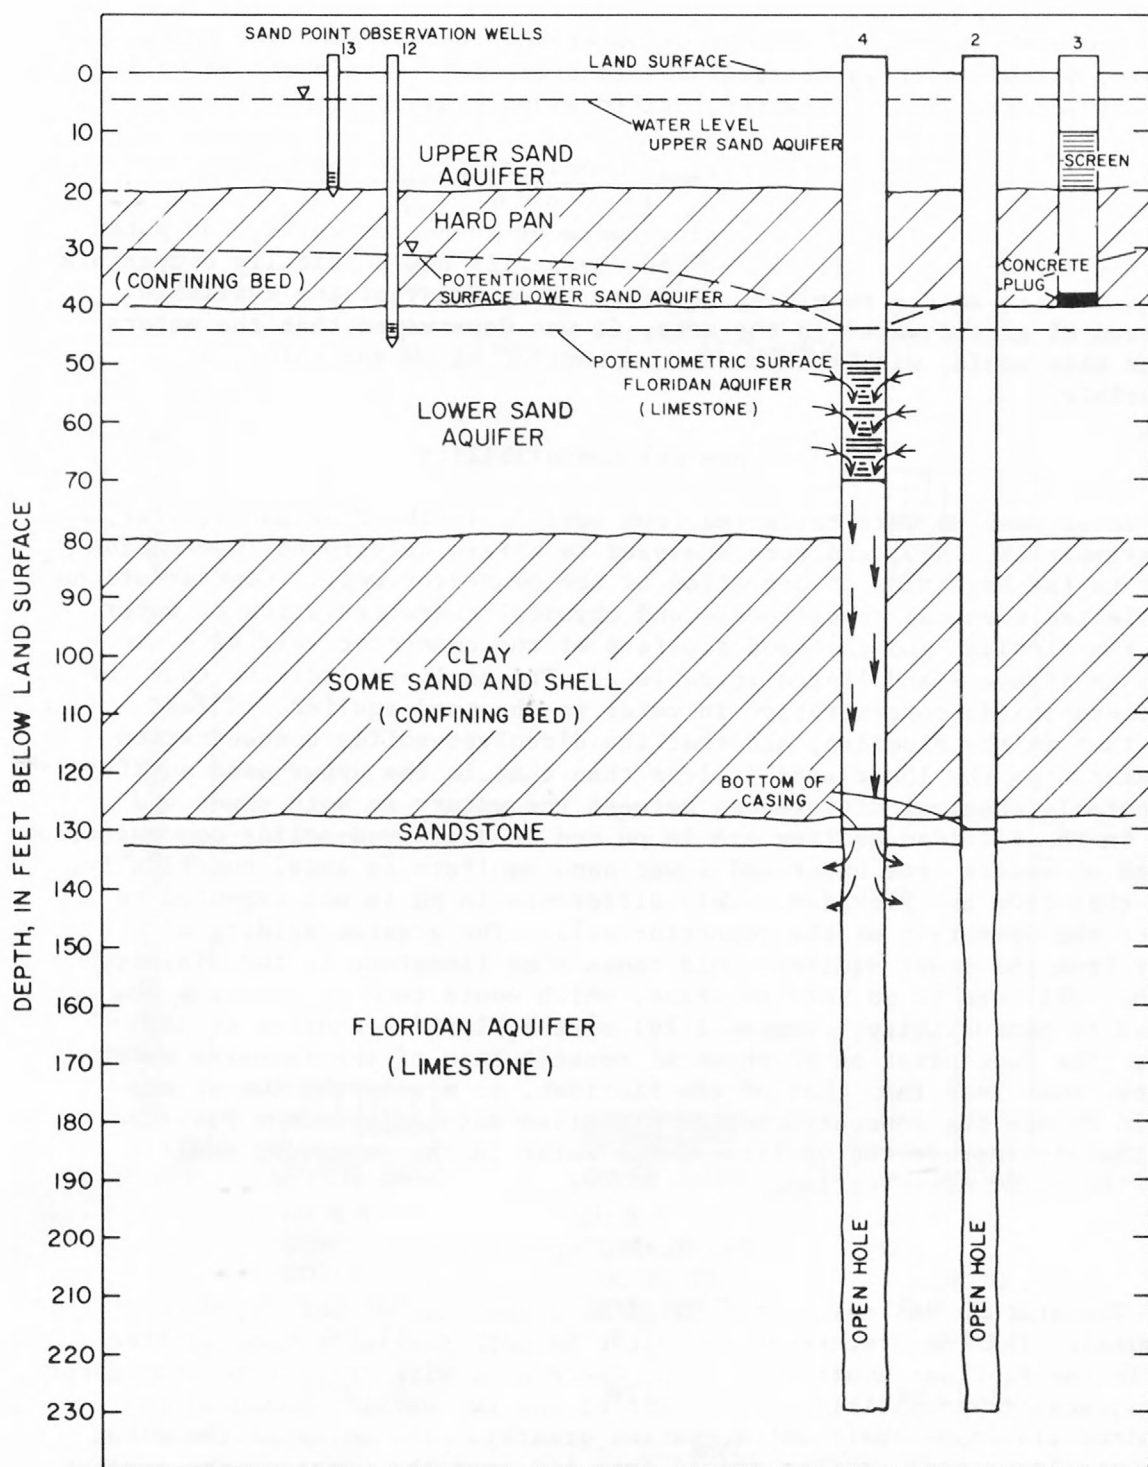 SAND POINT OBSERVATION WELLS
13
12
4
2
3
LAND SURFACE
WATER LEVEL
UPPER SAND AQUIFER
UPPER SAND
AQUIFER
SCREEN
HARD PAN
(CONFINING BED)
POTENTIOMETRIC
SURFACE LOWER SAND AQUIFER
CONCRETE
PLUG
POTENTIOMETRIC SURFACE
FLORIDAN AQUIFER
(LIMESTONE)
LOWER SAND
AQUIFER
CLAY
SOME SAND AND SHELL
(CONFINING BED)
BOTTOM OF
CASING
SANDSTONE
FLORIDAN AQUIFER
(LIMESTONE)
OPEN HOLE
OPEN HOLE
DEPTH, IN FEET BELOW LAND SURFACE
0
10
20
30
40
50
60
70
80
90
100
110
120
130
140
150
160
170
180
190
200
210
220
230